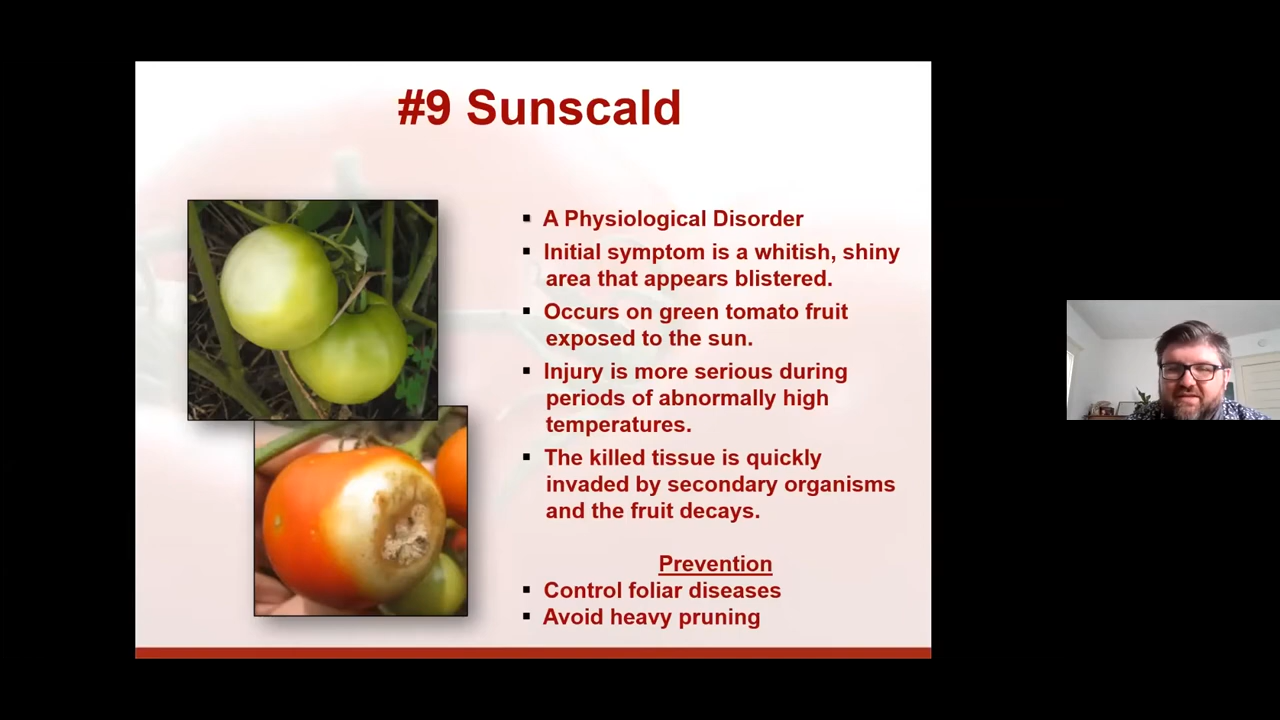 #9 Sunscald
▪ A Physiological Disorder
▪ Initial symptom is a whitish, shiny
area that appears blistered.
▪ Occurs on green tomato fruit
exposed to the sun.
▪ Injury is more serious during
periods of abnormally high
temperatures.
▪ The killed tissue is quickly
invaded by secondary organisms
and the fruit decays.
Prevention
▪ Control foliar diseases
▪ Avoid heavy pruning